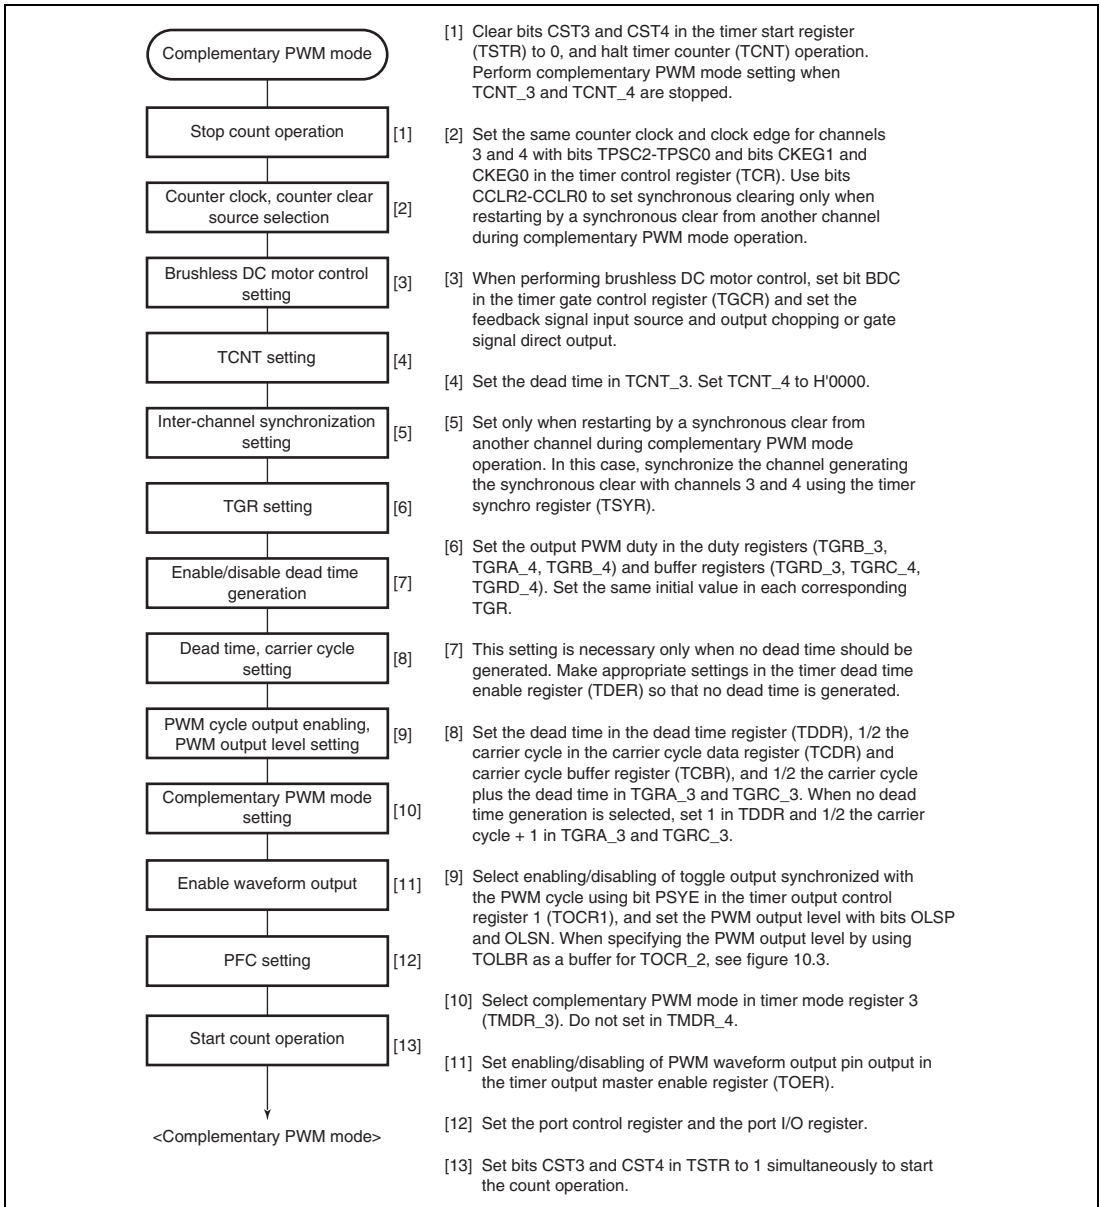 Complementary PWM mode
Stop count operation
[1]
Counter clock, counter clear
source selection
[2]
Brushless DC motor control
setting
[3]
TCNT setting
[4]
Inter-channel synchronization
setting
[5]
TGR setting
[6]
Enable/disable dead time
generation
[7]
Dead time, carrier cycle
setting
[8]
PWM cycle output enabling,
PWM output level setting
[9]
Complementary PWM mode
setting
[10]
Enable waveform output
[11]
PFC setting
[12]
Start count operation
[13]
<Complementary PWM mode>
[1] Clear bits CST3 and CST4 in the timer start register
(TSTR) to 0, and halt timer counter (TCNT) operation.
Perform complementary PWM mode setting when
TCNT_3 and TCNT_4 are stopped.
[2] Set the same counter clock and clock edge for channels
3 and 4 with bits TPSC2-TPSC0 and bits CKEG1 and
CKEG0 in the timer control register (TCR). Use bits
CCLR2-CCLR0 to set synchronous clearing only when
restarting by a synchronous clear from another channel
during complementary PWM mode operation.
[3] When performing brushless DC motor control, set bit BDC
in the timer gate control register (TGCR) and set the
feedback signal input source and output chopping or gate
signal direct output.
[4] Set the dead time in TCNT_3. Set TCNT_4 to H'0000.
[5] Set only when restarting by a synchronous clear from
another channel during complementary PWM mode
operation. In this case, synchronize the channel generating
the synchronous clear with channels 3 and 4 using the timer
synchro register (TSYR).
[6] Set the output PWM duty in the duty registers (TGRB_3,
TGRA_4, TGRB_4) and buffer registers (TGRD_3, TGRC_4,
TGRD_4). Set the same initial value in each corresponding
TGR.
[7] This setting is necessary only when no dead time should be
generated. Make appropriate settings in the timer dead time
enable register (TDER) so that no dead time is generated.
[8] Set the dead time in the dead time register (TDDR), 1/2 the
carrier cycle in the carrier cycle data register (TCDR) and
carrier cycle buffer register (TCBR), and 1/2 the carrier cycle
plus the dead time in TGRA_3 and TGRC_3. When no dead
time generation is selected, set 1 in TDDR and 1/2 the carrier
cycle + 1 in TGRA_3 and TGRC_3.
[9] Select enabling/disabling of toggle output synchronized with
the PWM cycle using bit PSYE in the timer output control
register 1 (TOCR1), and set the PWM output level with bits OLSP
and OLSN. When specifying the PWM output level by using
TOLBR as a buffer for TOCR_2, see figure 10.3.
[10] Select complementary PWM mode in timer mode register 3
(TMDR_3). Do not set in TMDR_4.
[11] Set enabling/disabling of PWM waveform output pin output in
the timer output master enable register (TOER).
[12] Set the port control register and the port I/O register.
[13] Set bits CST3 and CST4 in TSTR to 1 simultaneously to start
the count operation.